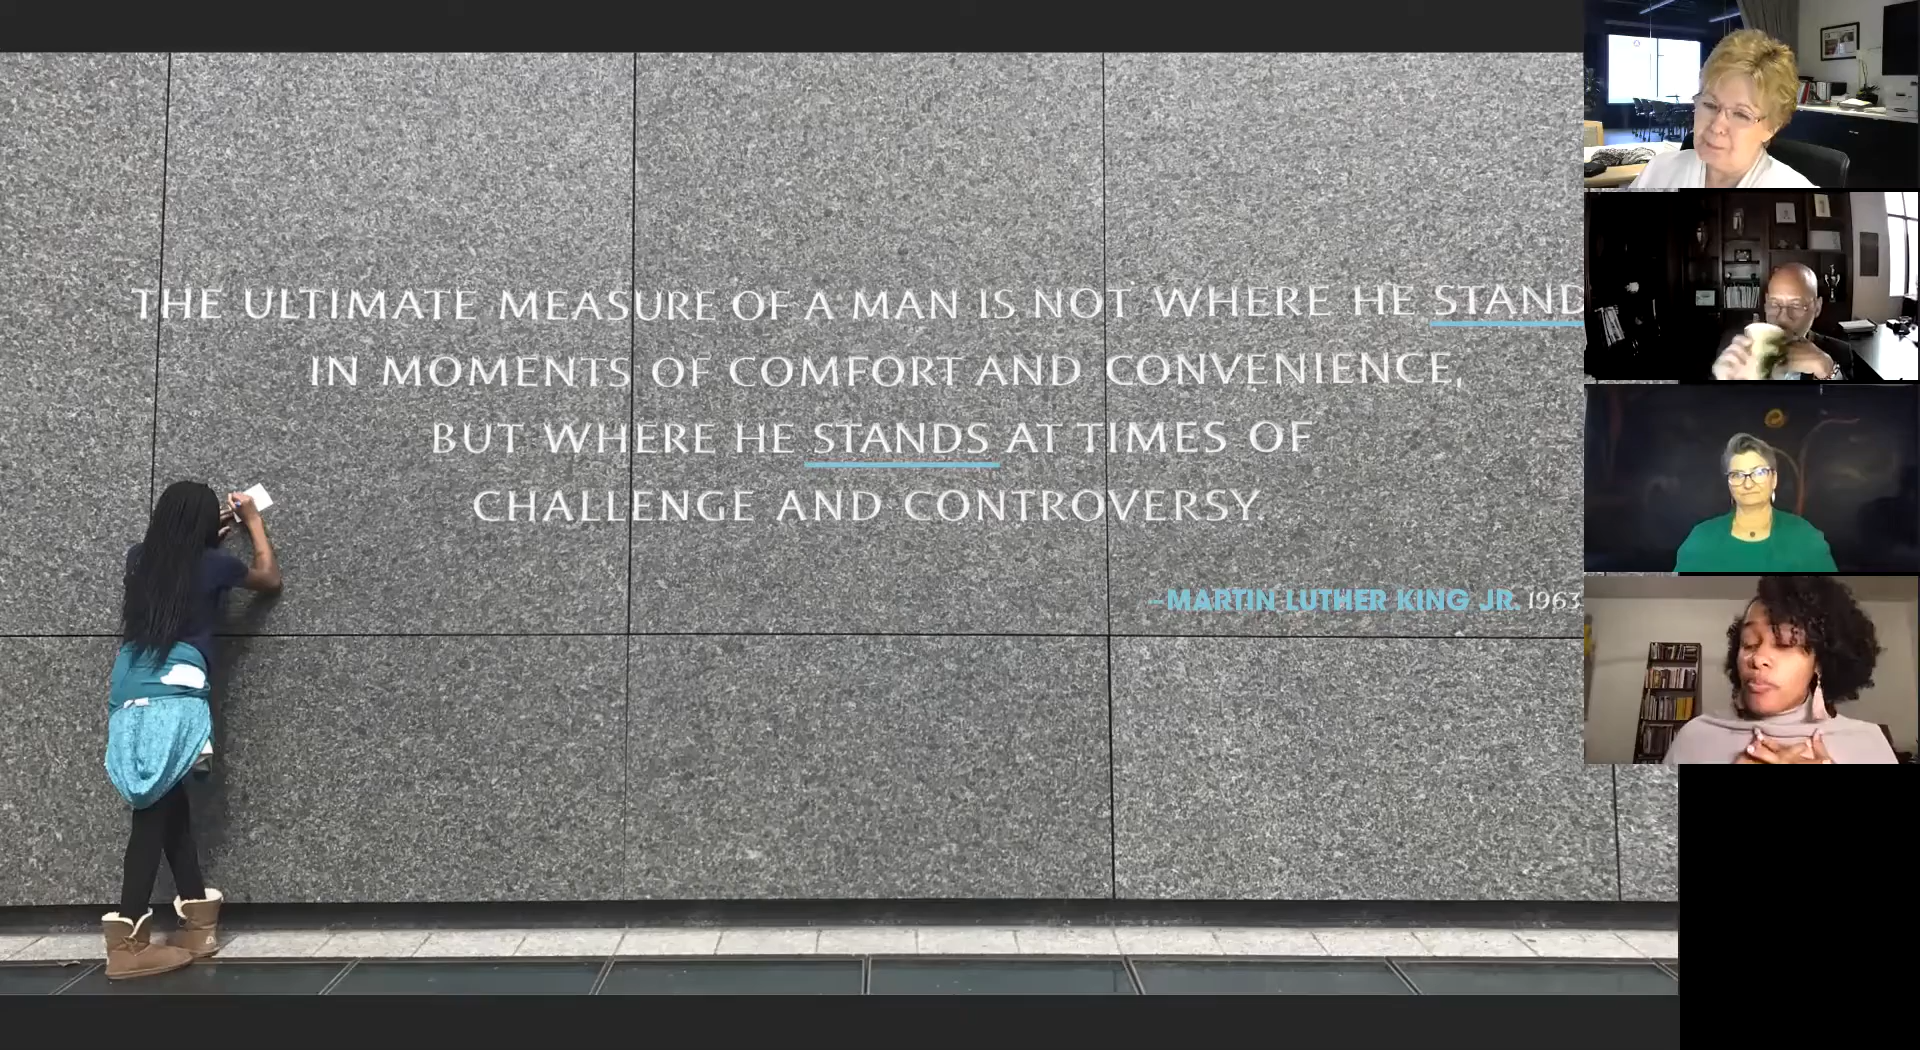 THE ULTIMATE MEASURE OF A MAN IS NOT WHERE HE STAND
IN MOMENTS OF COMFORT AND CONVENIENCE,
BUT WHERE HE STANDS AT TIMES OF
CHALLENGE AND CONTROVERSY.
–MARTIN LUTHER KING JR. 1963